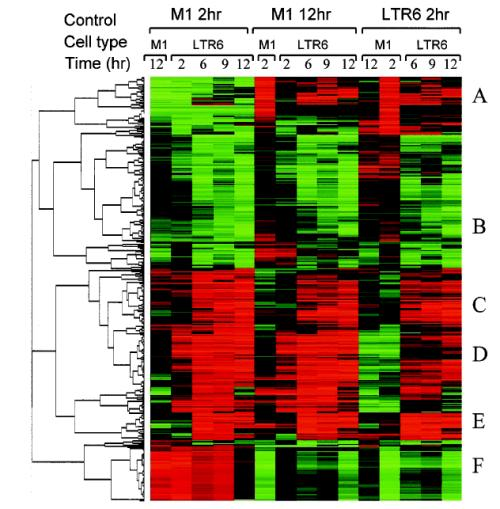 Control M1 2hr M1 12hr LTR6 2hr
Cell type M1 LTR6 M1 LTR6 M1 LTR6
Time (hr) 12 2 6 9 12 2 2 6 9 12 12 2 6 9 12
A
B
C
D
E
F